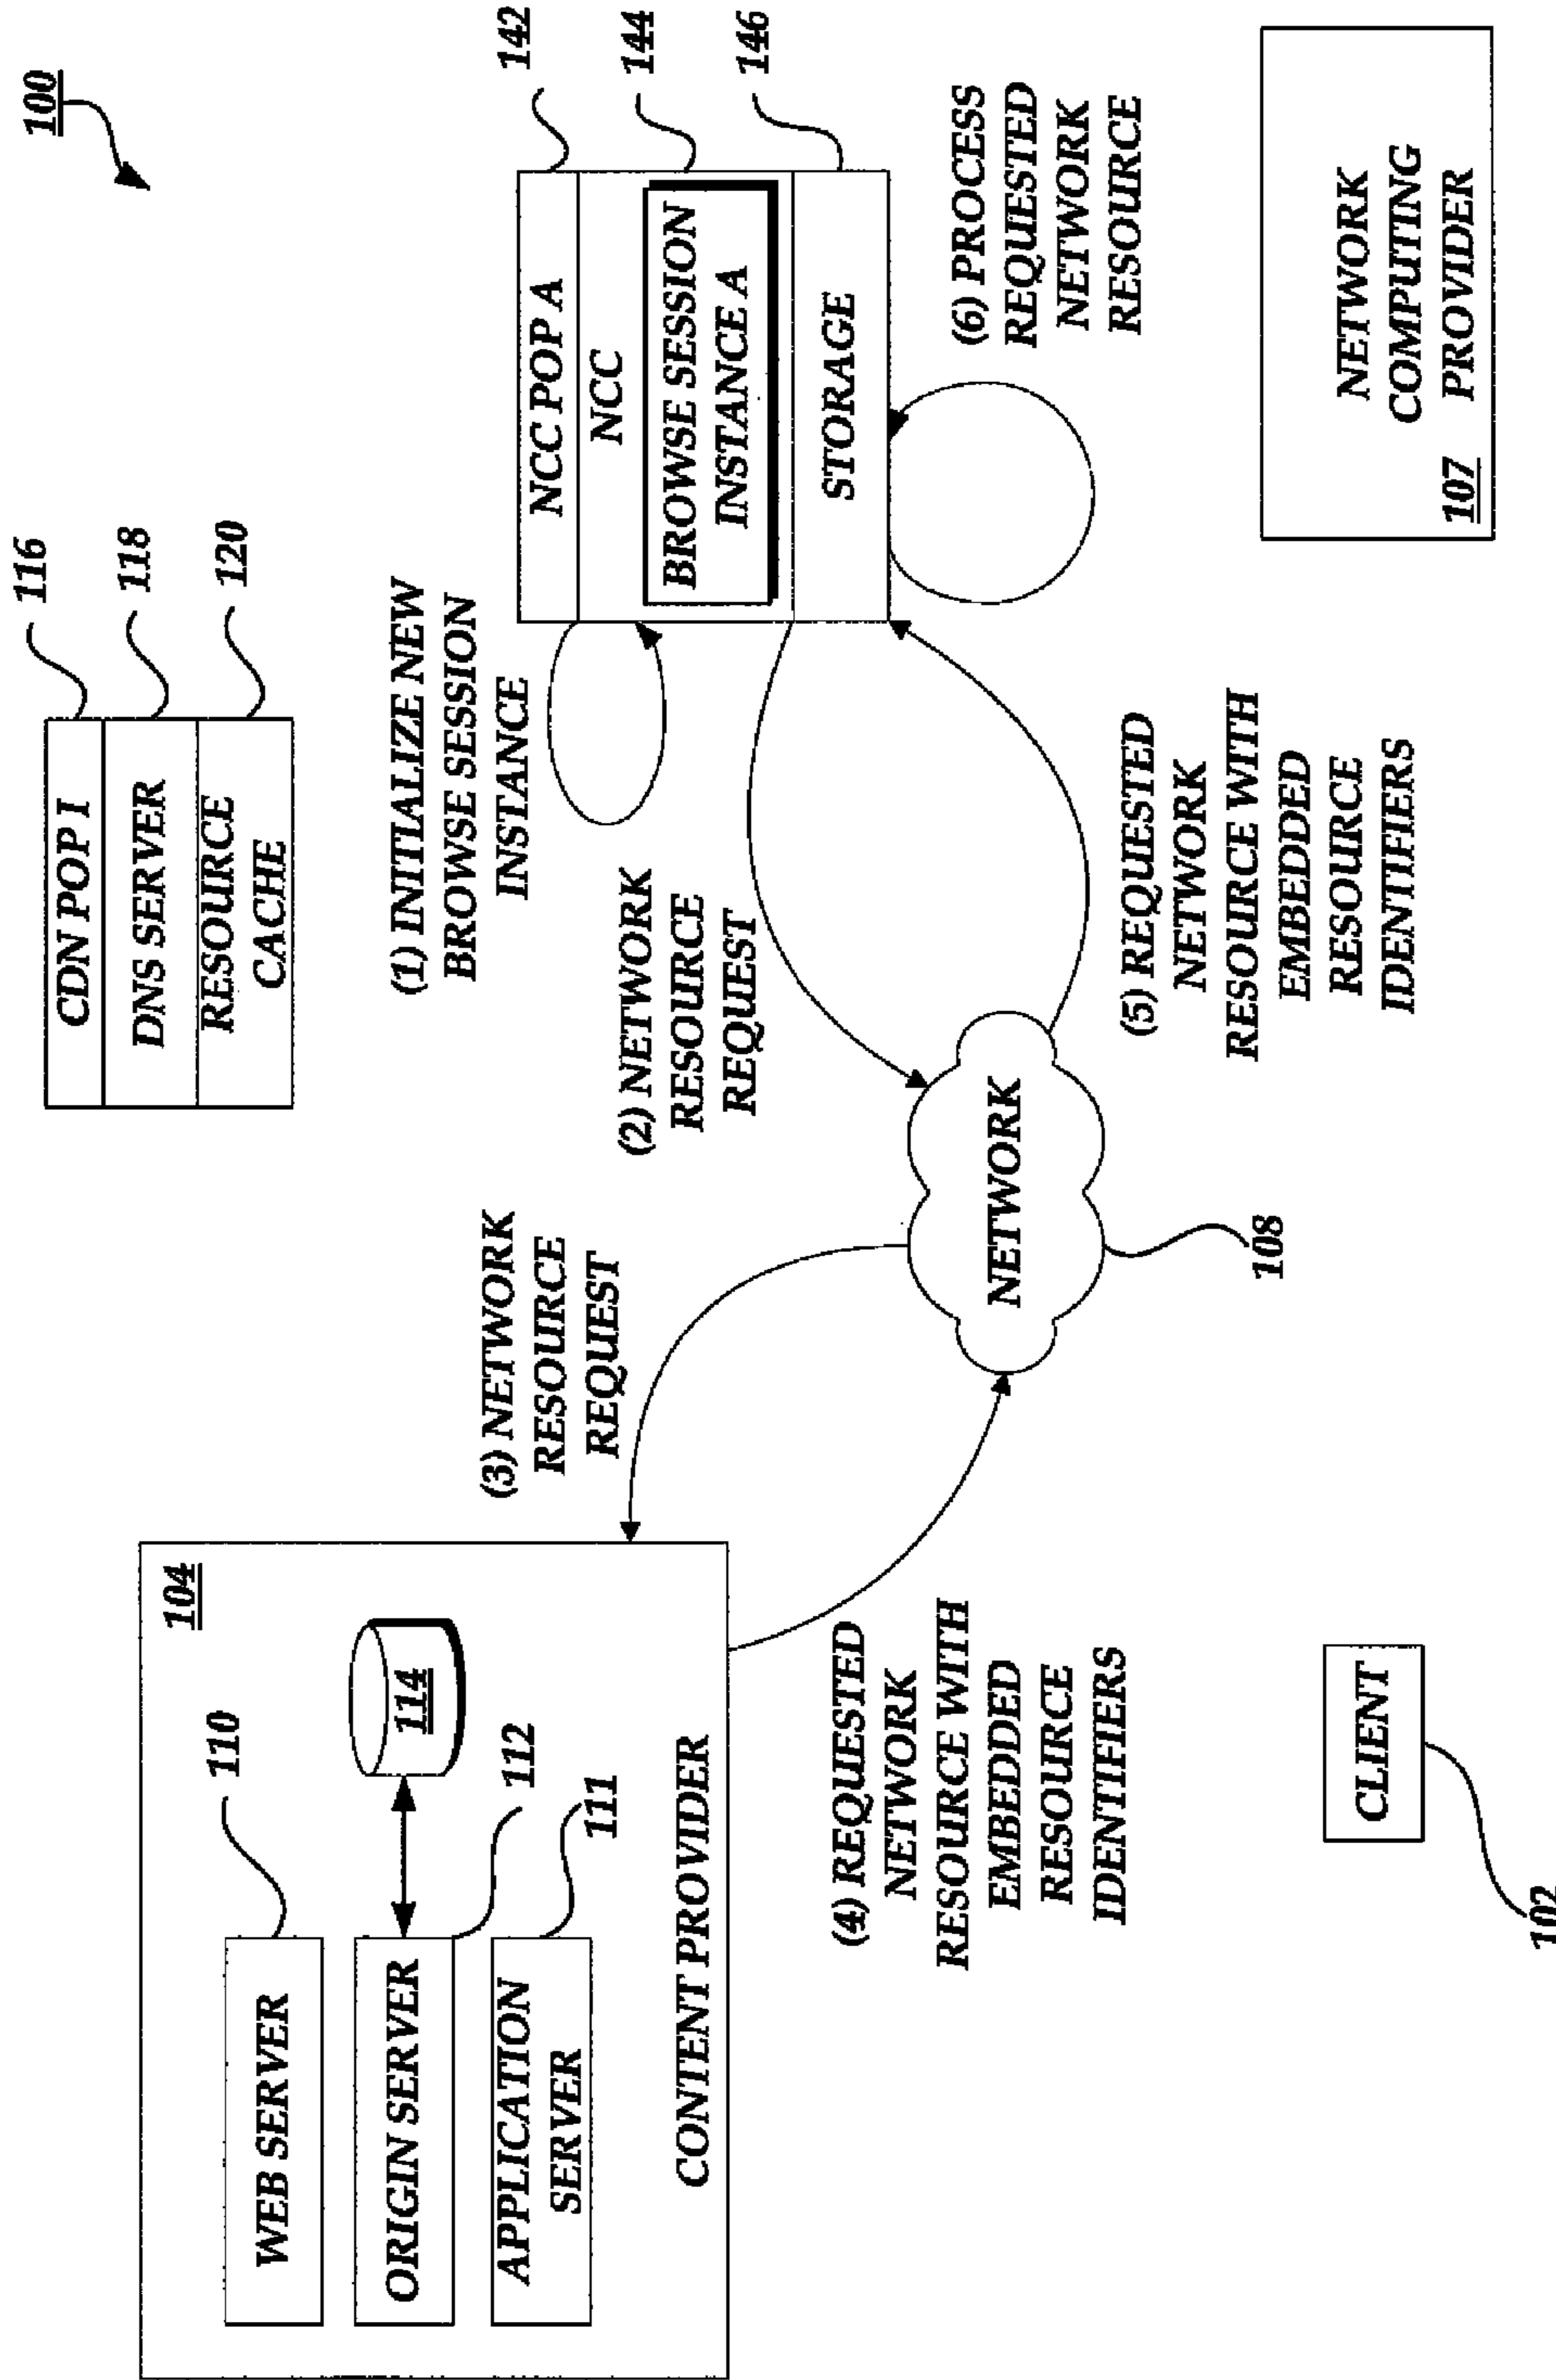 100
104
WEB SERVER
110
ORIGIN SERVER
112
114
APPLICATION
SERVER
111
CONTENT PROVIDER
CDN POP I
116
DNS SERVER
118
RESOURCE
CACHE
120
(1) INITIALIZE NEW
BROWSE SESSION
INSTANCE
NCC POP A
142
NCC
144
BROWSE SESSION
INSTANCE A
STORAGE
146
(2) NETWORK
RESOURCE
REQUEST
(3) NETWORK
RESOURCE
REQUEST
(4) REQUESTED
NETWORK
RESOURCE WITH
EMBEDDED
RESOURCE
IDENTIFIERS
NETWORK
108
(5) REQUESTED
NETWORK
RESOURCE WITH
EMBEDDED
RESOURCE
IDENTIFIERS
(6) PROCESS
REQUESTED
NETWORK
RESOURCE
CLIENT
102
NETWORK
COMPUTING
107 PROVIDER